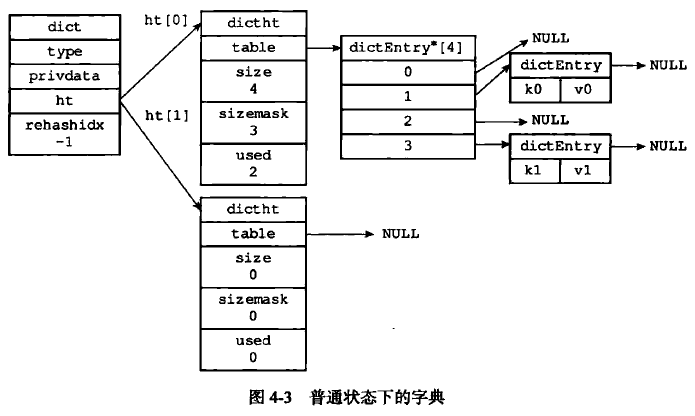 dict
type
privdata
ht
rehashidx
-1
ht[0]
ht[1]
dictht
table
size
4
sizemask
3
used
2
dictEntry*[4]
0
1
2
3
NULL
dictEntry
k0 v0
NULL
NULL
dictEntry
k1 v1
NULL
dictht
table
size
0
sizemask
0
used
0
NULL
图 4-3 普通状态下的字典